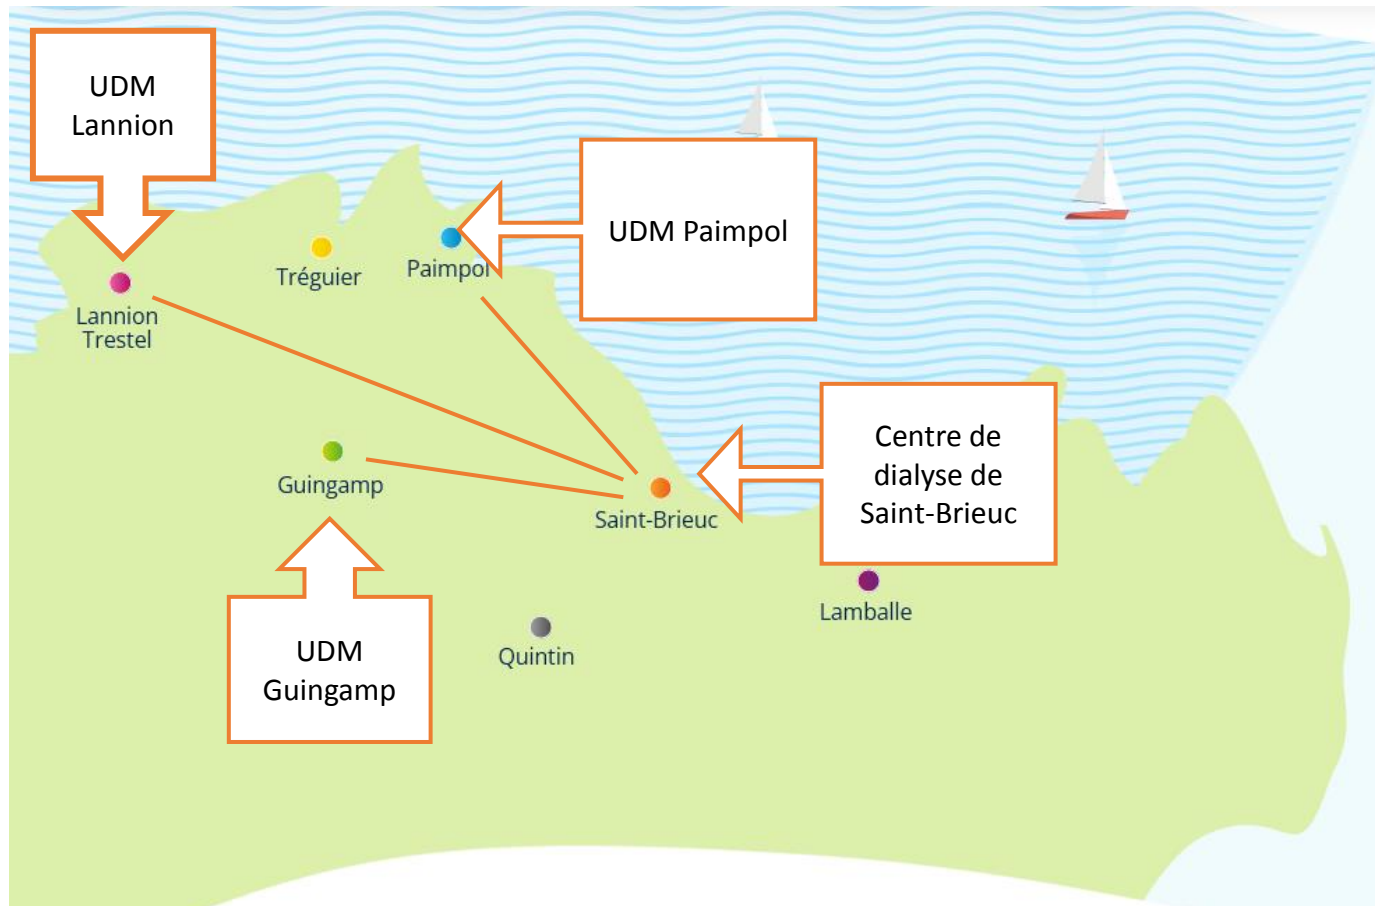 UDM
Lannion
UDM Paimpol
Tréguier
Paimpol
Lannion
Trestel
Centre de
dialyse de
Saint-Brieuc
Guingamp
Saint-Brieuc
Lamballe
UDM
Guingamp
Quintin